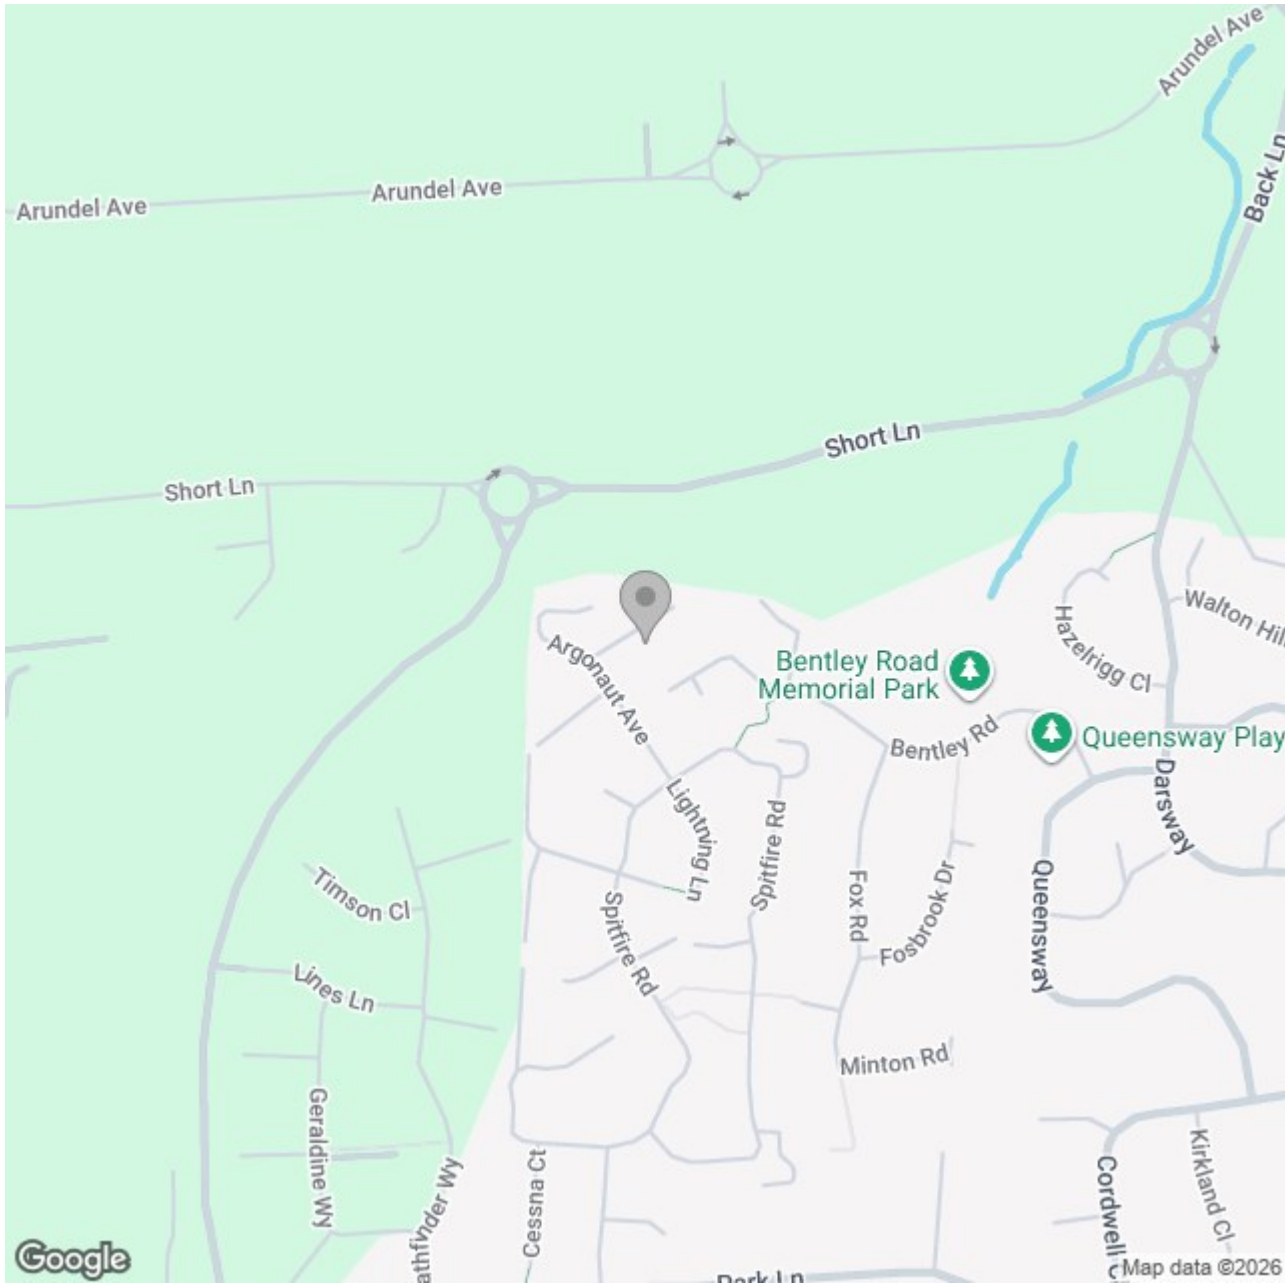 Arundel Ave
Arundel Ave
Arundel Ave
Back Ln
Short Ln
Short Ln
Walton Hill
Hazelrigg Cl
Argonaut Ave
Bentley Road
Memorial Park
Bentley Rd
Queensway Play
Darsway
Lightning Ln
Spitfire Rd
Fox Rd
Fosbrook Dr
Queensway
Timson Cl
Spitfire Rd
Lines Ln
Minton Rd
Geraldine Wy
athfinder Wy
Cessna Ct
Cordwell C
Kirkland Cl
Park Ln
Google
Map data ©2026